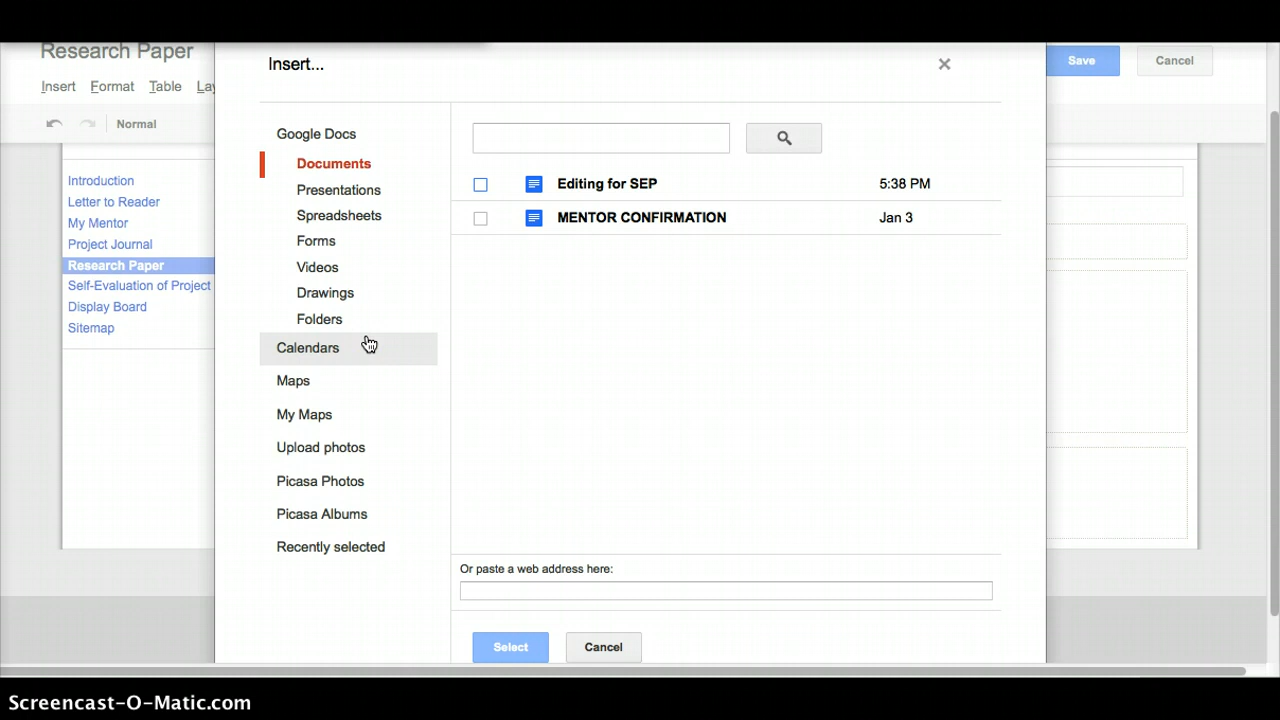 Research Paper
Insert...
Save
Cancel
Insert Format Table Lay
Normal
Google Docs
Documents
Presentations
Spreadsheets
Forms
Videos
Drawings
Folders
Calendars
Maps
My Maps
Upload photos
Picasa Photos
Picasa Albums
Recently selected
Introduction
Letter to Reader
My Mentor
Project Journal
Research Paper
Self-Evaluation of Project
Display Board
Sitemap
Editing for SEP 5:38 PM
MENTOR CONFIRMATION Jan 3
Or paste a web address here:
Select
Cancel
Screencast-O-Matic.com